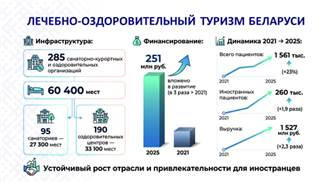 ЛЕЧЕБНО-ОЗДОРОВИТЕЛЬНЫЙ ТУРИЗМ БЕЛАРУСИ
Инфраструктура:
285 санаторно-курортных и оздоровительных организаций
60 400 мест
95 санаториев – 27 300 мест
190 оздоровительных центров – 33 100 мест
Финансирование:
251 млн руб.
вложено в развитие
(в 3 раза > 2021)
2025
2021
Динамика 2021 → 2025:
Всего пациентов:
1 561 тыс.
(+23%)
2021
2025
Иностранных пациентов:
260 тыс.
(+1,9 раза)
2021
2025
Выручка:
1 527 млн руб.
(+2,3 раза)
2021
2025
Устойчивый рост отрасли и привлекательности для иностранцев